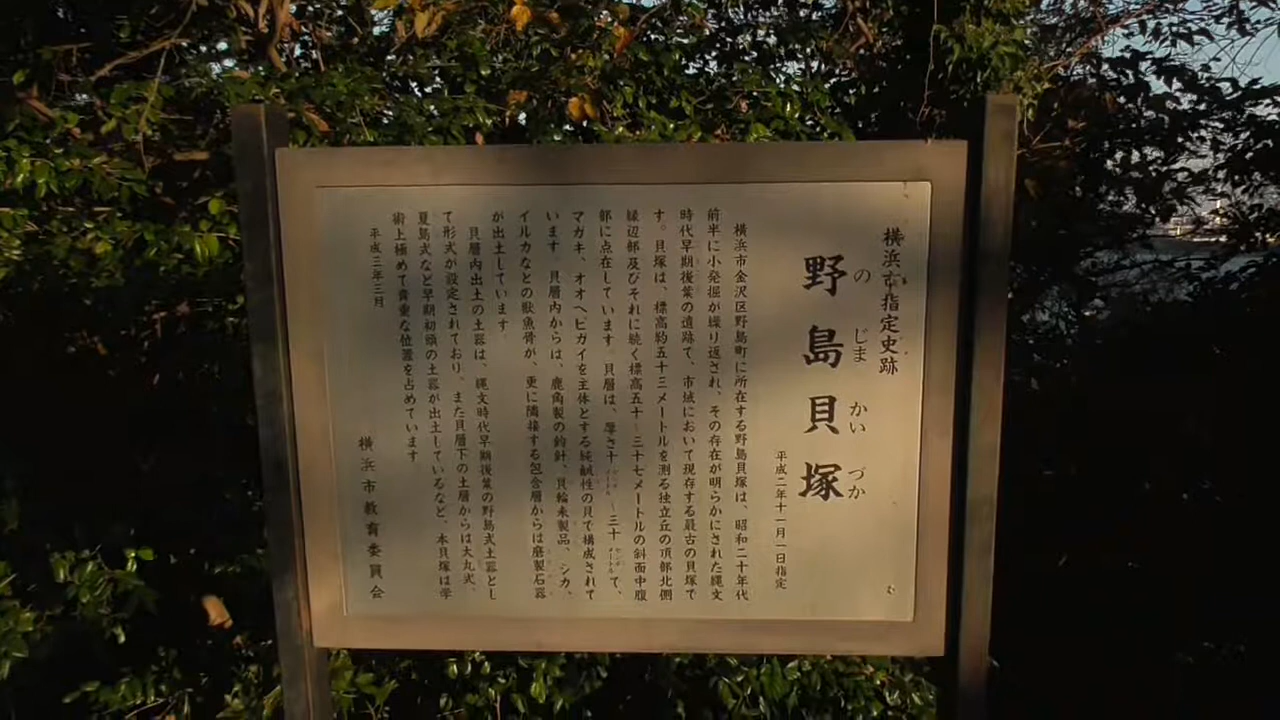 横浜市指定史跡
野島貝塚
のじまかいづか
平成二年十一月一日指定
横浜市金沢区野島町に所在する野島貝塚は、昭和二十年代
前半に小発掘が繰り返され、その存在が明らかにされた縄文
時代早期後葉の遺跡で、市域において現存する最古の貝塚で
す。貝塚は、標高約五十三メートルを測る独立丘の頂部北側
縁辺部及びそれに続く標高五十~三十七メートルの斜面中腹
部に点在しています。貝層は、厚さ十センチメートル~三十センチメートルで、
マガキ、オオヘビガイを主体とする純鹹性の貝で構成されて
います。貝層内からは、鹿角製の釣針、貝輪未製品、シカ、
イルカなどの獣魚骨が、更に隣接する包含層からは磨製石器
が出土しています。
貝層内出土の土器は、縄文時代早期後葉の野島式土器とし
て形式が設定されており、また貝層下の土層からは大丸式、
夏島式など早期初頭の土器が出土しているなど、本貝塚は学
術上極めて貴重な位置を占めています。
平成三年三月
横浜市教育委員会